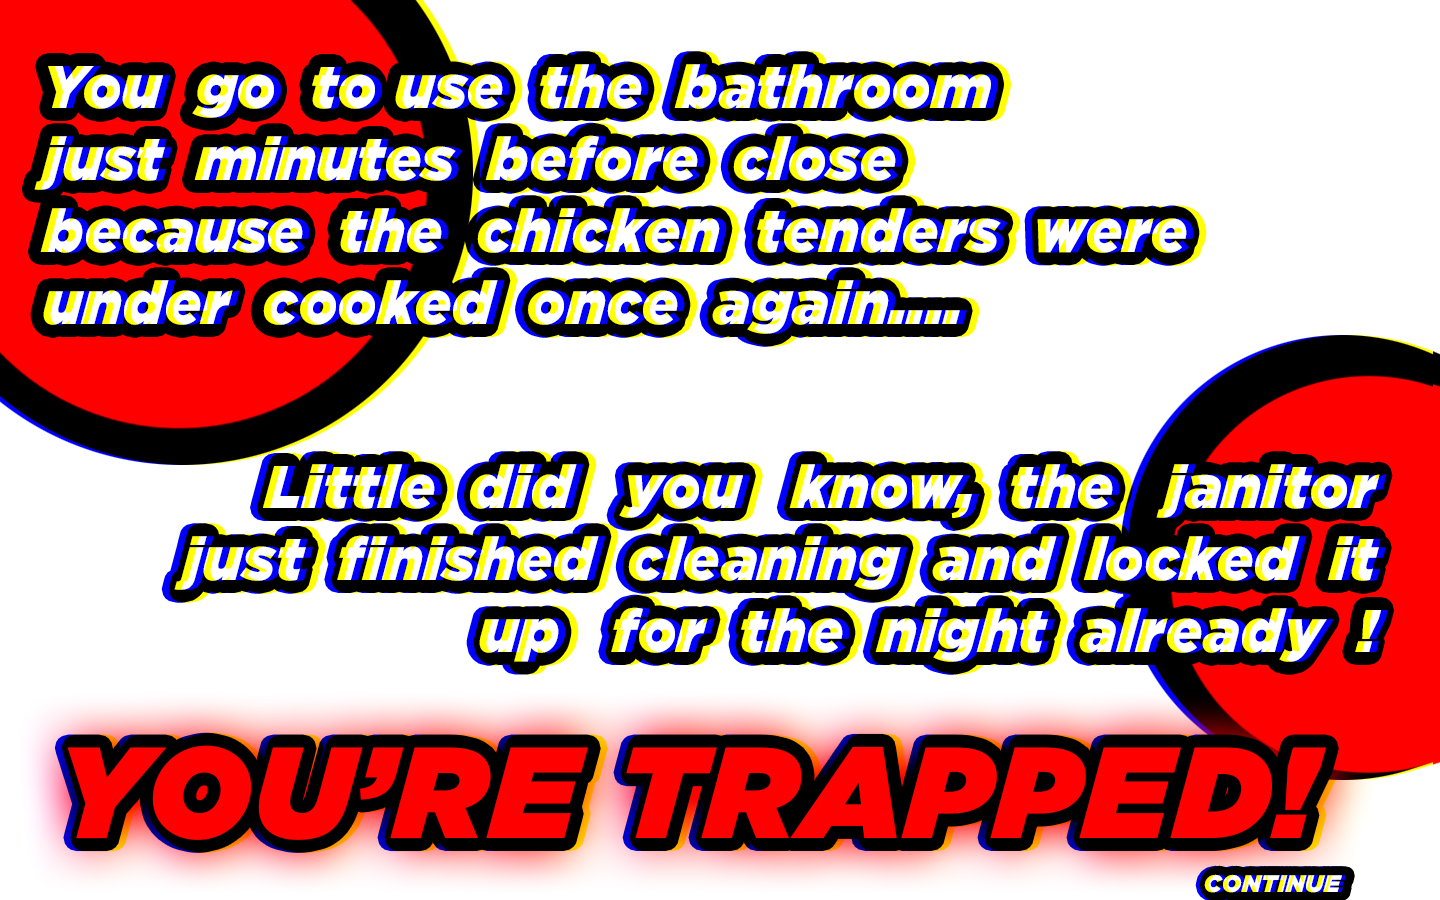 You go to use the bathroom
just minutes before close
because the chicken tenders were
under cooked once again....
Little did you know, the janitor
just finished cleaning and locked it
up for the night already !
YOU'RE TRAPPED!
CONTINUE